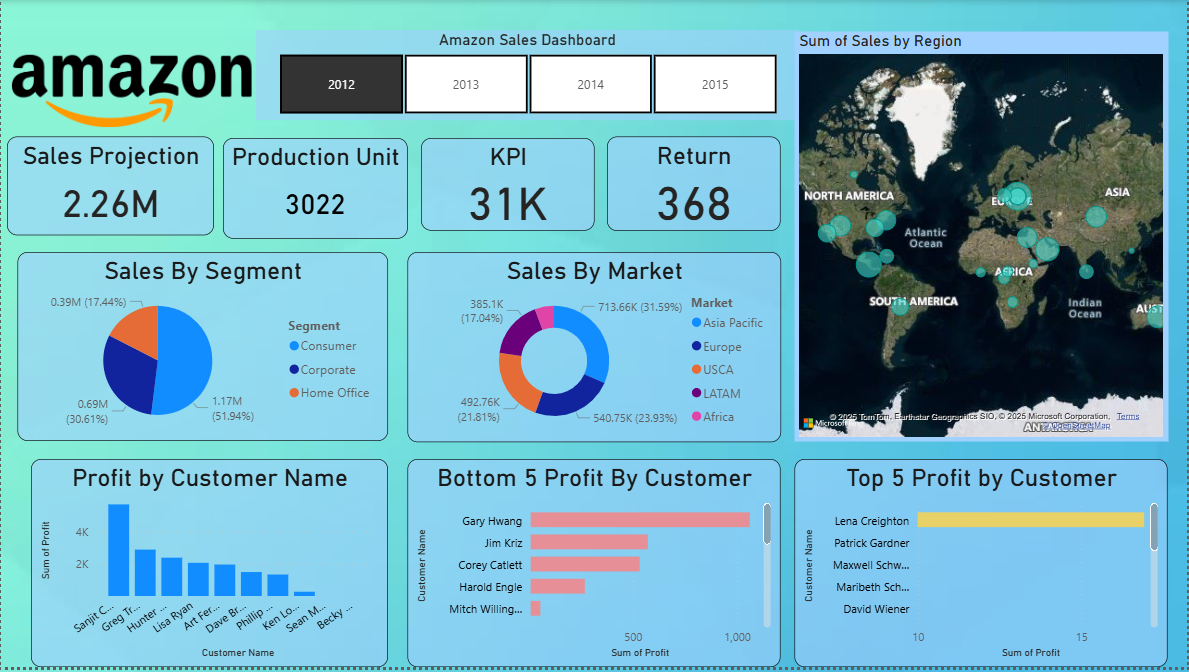 amazon
Amazon Sales Dashboard
2012
2013
2014
2015
Sales Projection
2.26M
Production Unit
3022
KPI
31K
Return
368
Sum of Sales by Region
NORTH AMERICA
ASIA
Atlantic
Ocean
AFRICA
SOUTH AMERICA
Indian
Ocean
AUST
© 2025 TomTom, Earthstar Geographics SIO, © 2025 Microsoft Corporation, Terms
Microsoft
Sales By Segment
0.39M (17.44%)
0.69M
(30.61%)
1.17M
(51.94%)
Segment
Consumer
Corporate
Home Office
Sales By Market
385.1K
(17.04%)
713.66K (31.59%)
492.76K
(21.81%)
540.75K (23.93%)
Market
Asia Pacific
Europe
USCA
LATAM
Africa
Profit by Customer Name
Sum of Profit
4K
2K
Sanjit C...
Greg Tr...
Hunter ...
Lisa Ryan
Art Fer...
Dave Br...
Phillip ...
Ken Lo...
Sean M...
Becky ...
Customer Name
Bottom 5 Profit By Customer
Customer Name
Gary Hwang
Jim Kriz
Corey Catlett
Harold Engle
Mitch Willing...
500
1,000
Sum of Profit
Top 5 Profit by Customer
Customer Name
Lena Creighton
Patrick Gardner
Maxwell Schw...
Maribeth Sch...
David Wiener
10
15
Sum of Profit